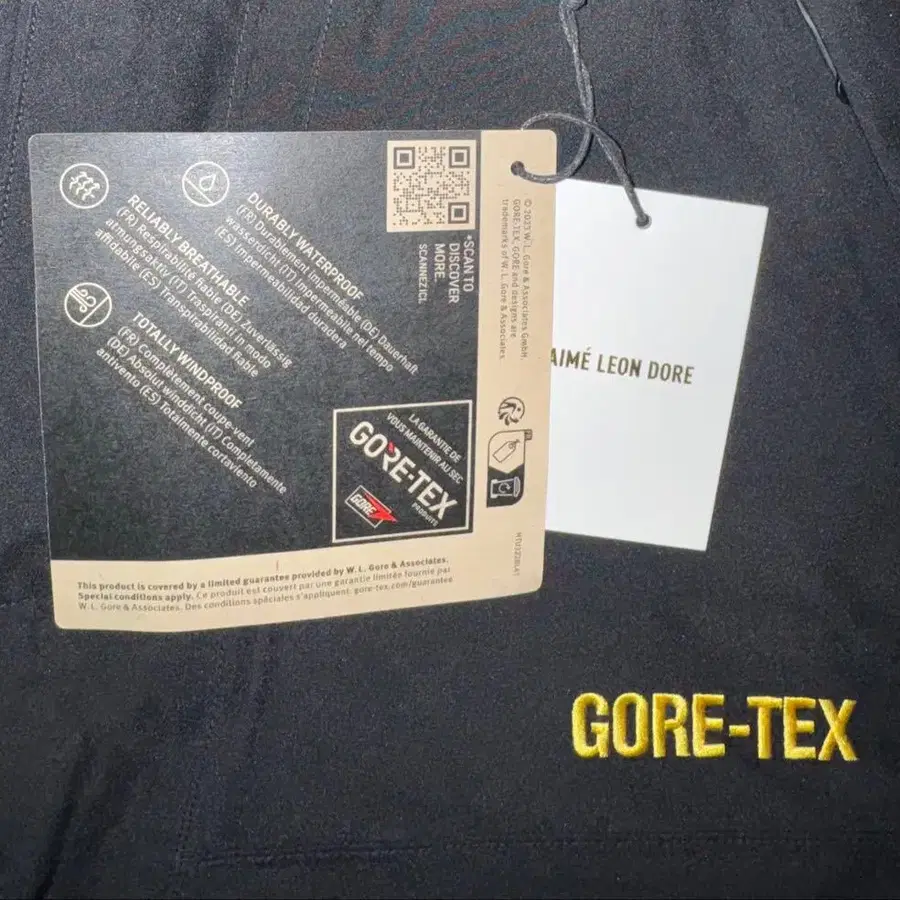 DURABLY WATERPROOF
(FR) Durablement imperméable (DE) Dauerhaft
wasserdicht (IT) Impermeabile nel tempo
(ES) Impermeabilidad duradera
RELIABLY BREATHABLE
(FR) Respirabilité fiable (DE) Zuverlässig
atmungsaktiv (IT) Traspiranti in modo
affidabile (ES) Transpirabilidad fiable
TOTALLY WINDPROOF
(FR) Complètement coupe-vent
(DE) Absolut winddicht (IT) Completamente
antivento (ES) Totalmente cortaviento
*SCAN TO
DISCOVER
MORE.
SCANNEZ ICI.
© 2023 W. L. Gore & Associates GmbH.
GORE-TEX, GORE and designs are
trademarks of W. L. Gore & Associates
LA GARANTIE DE
VOUS MAINTENIR AU SEC
GORE-TEX
PRODUITS
GORE
This product is covered by a limited guarantee provided by W. L. Gore & Associates.
Special conditions apply. Ce produit est couvert par une garantie limitée fournie par
W. L. Gore & Associates. Des conditions spéciales s'appliquent: gore-tex.com/guarantee
AIMÉ LEON DORE
GORE-TEX